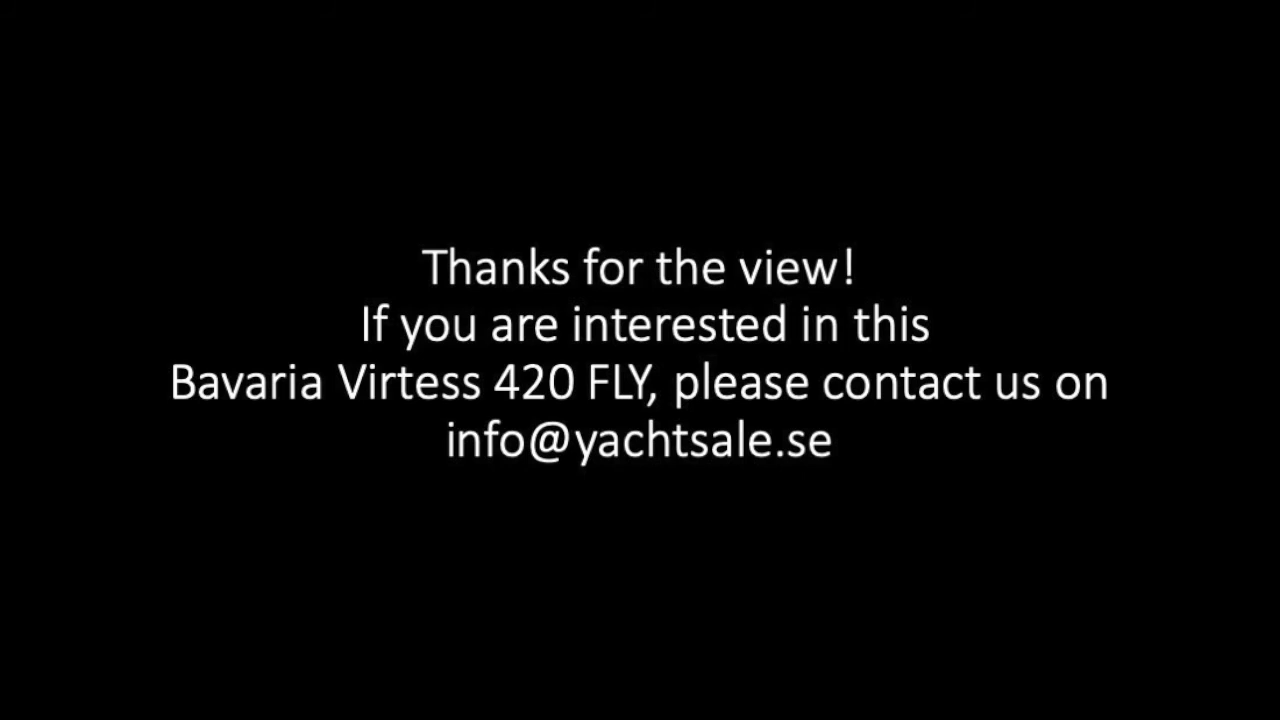 Thanks for the view!
If you are interested in this
Bavaria Virtess 420 FLY, please contact us on
info@yachtsale.se